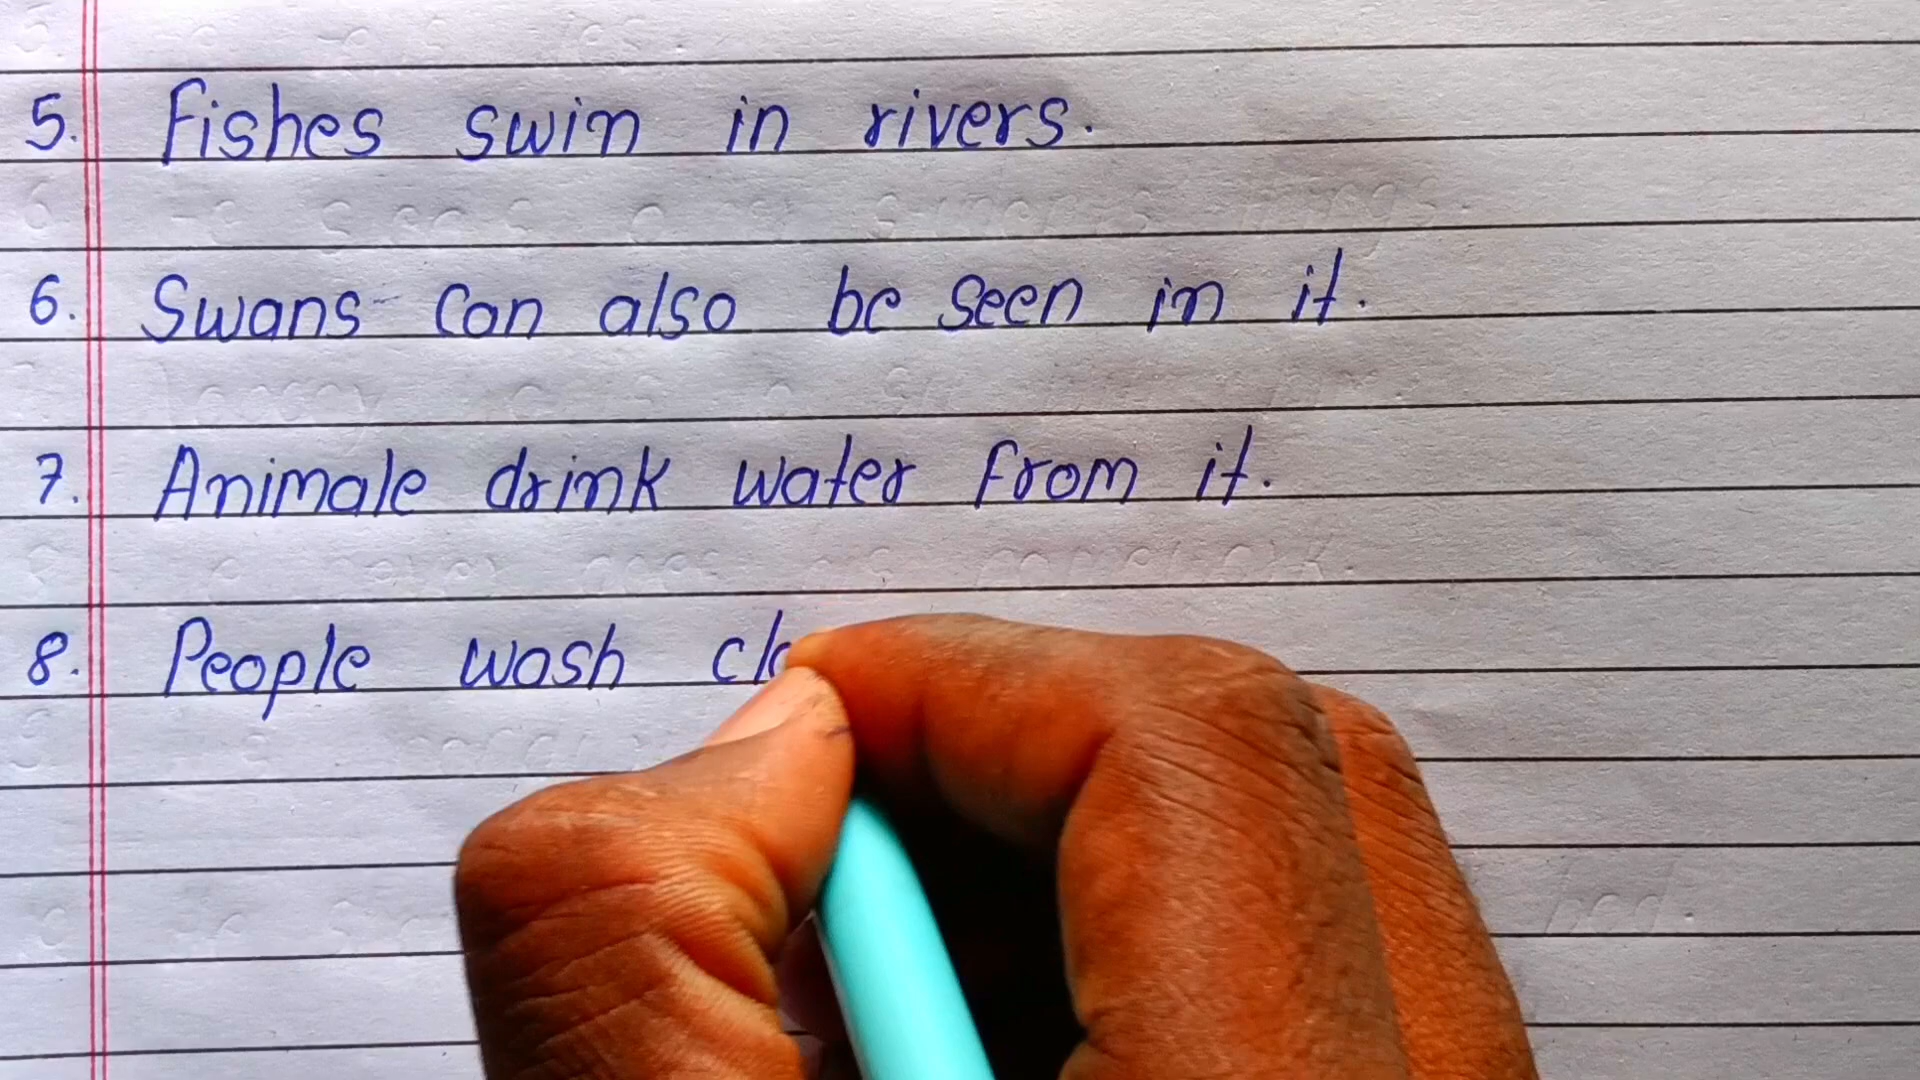 5. Fishes swim in rivers.
6. Swans can also be seen in it.
7. Animale drink water from it.
8. People wash